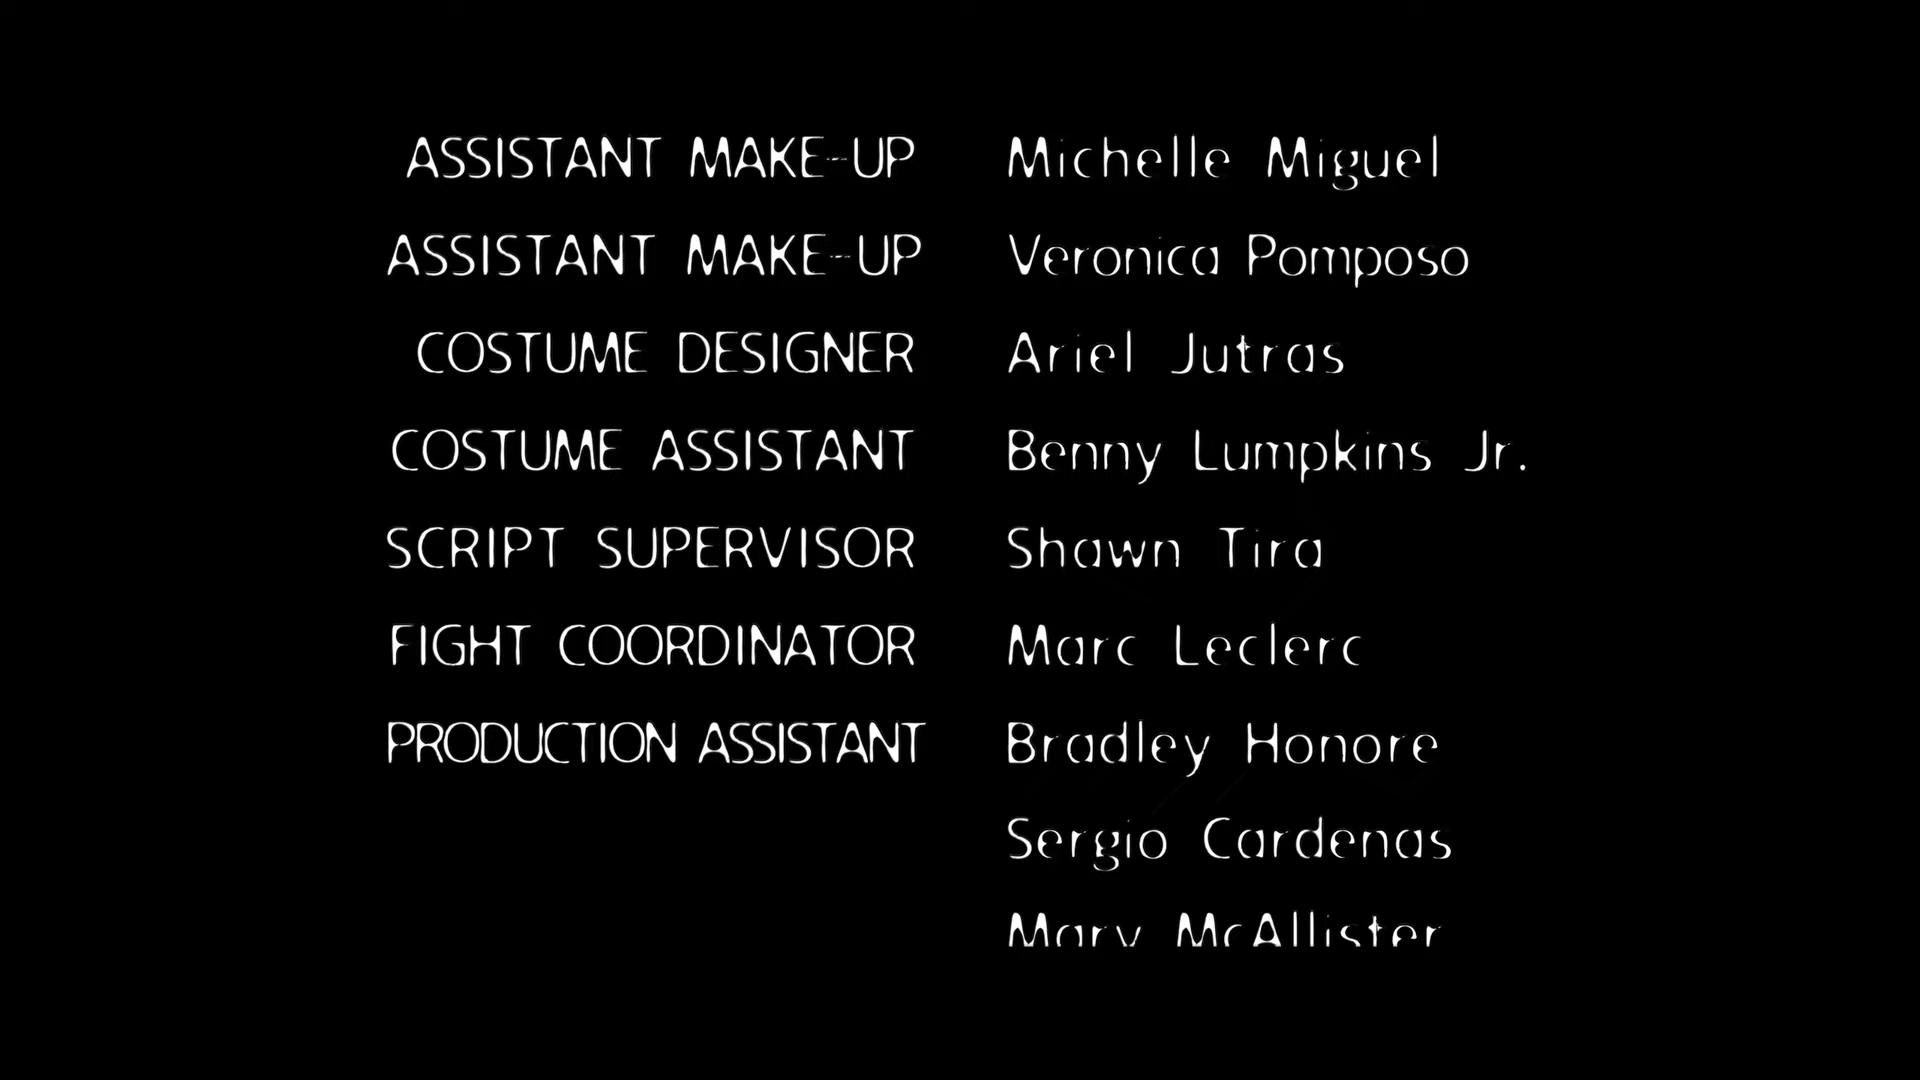 ASSISTANT MAKE-UP Michelle Miguel
ASSISTANT MAKE-UP Veronica Pomposo
COSTUME DESIGNER Ariel Jutras
COSTUME ASSISTANT Benny Lumpkins Jr.
SCRIPT SUPERVISOR Shawn Tira
FIGHT COORDINATOR Marc Leclerc
PRODUCTION ASSISTANT Bradley Honore
Sergio Cardenas
Mary McAllister